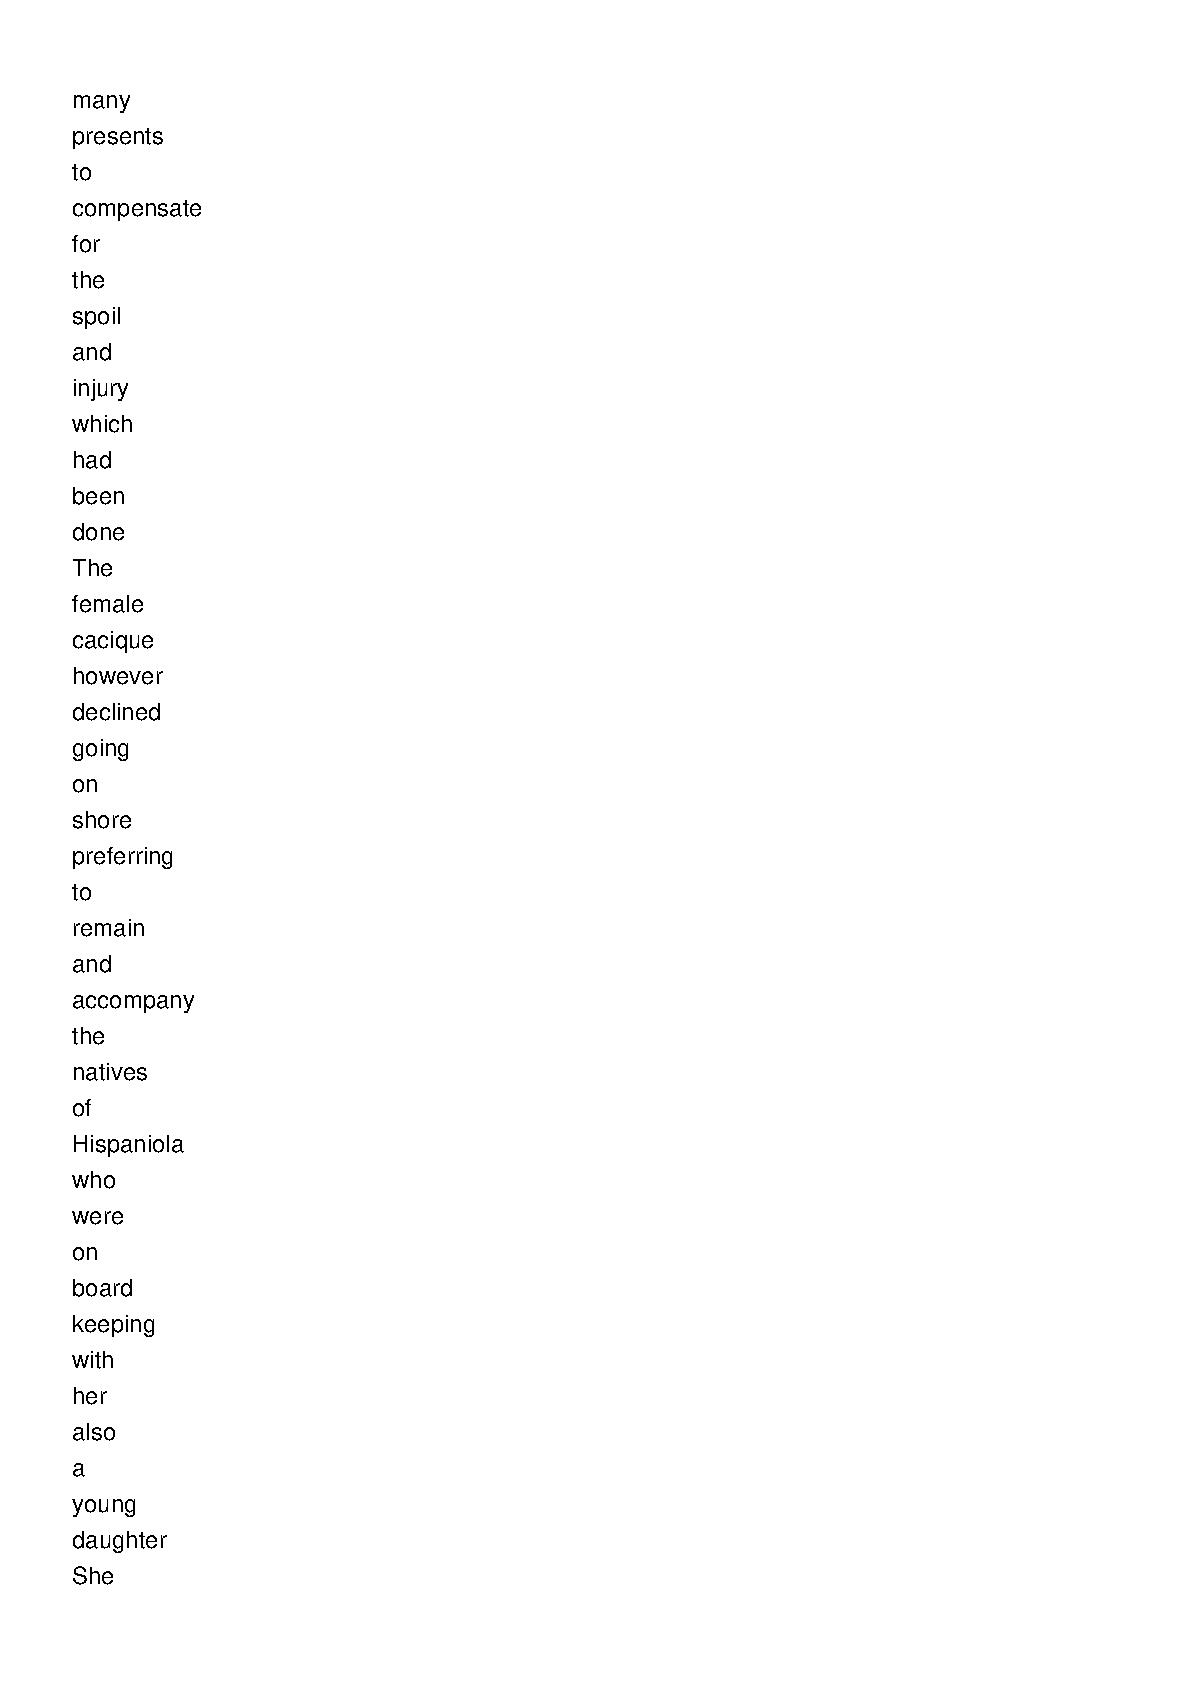 many
presents
to
compensate
for
the
spoil
and
injury
which
had
been
done
The
female
cacique
however
declined
going
on
shore
preferring
to
remain
and
accompany
the
natives
of
Hispaniola
who
were
on
board
keeping
with
her
also
a
young
daughter
She